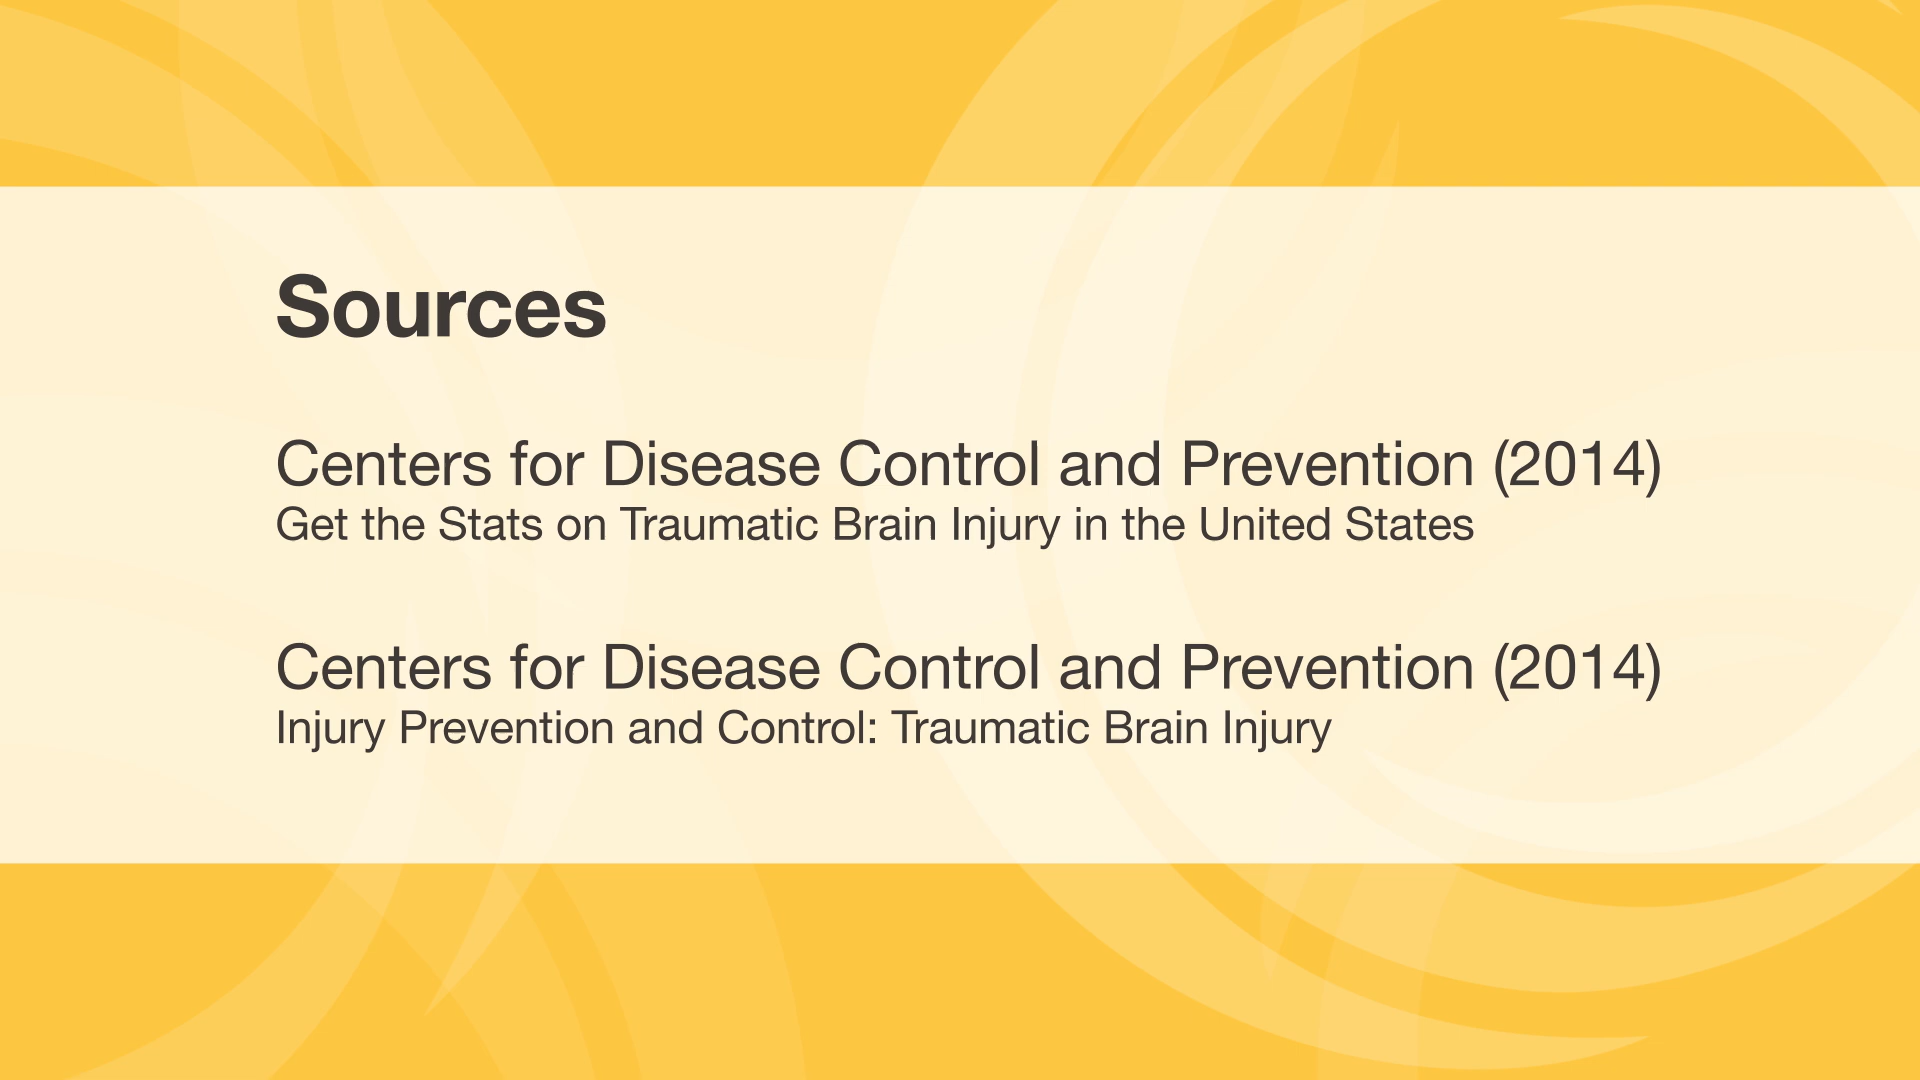 Sources
Centers for Disease Control and Prevention (2014)
Get the Stats on Traumatic Brain Injury in the United States
Centers for Disease Control and Prevention (2014)
Injury Prevention and Control: Traumatic Brain Injury